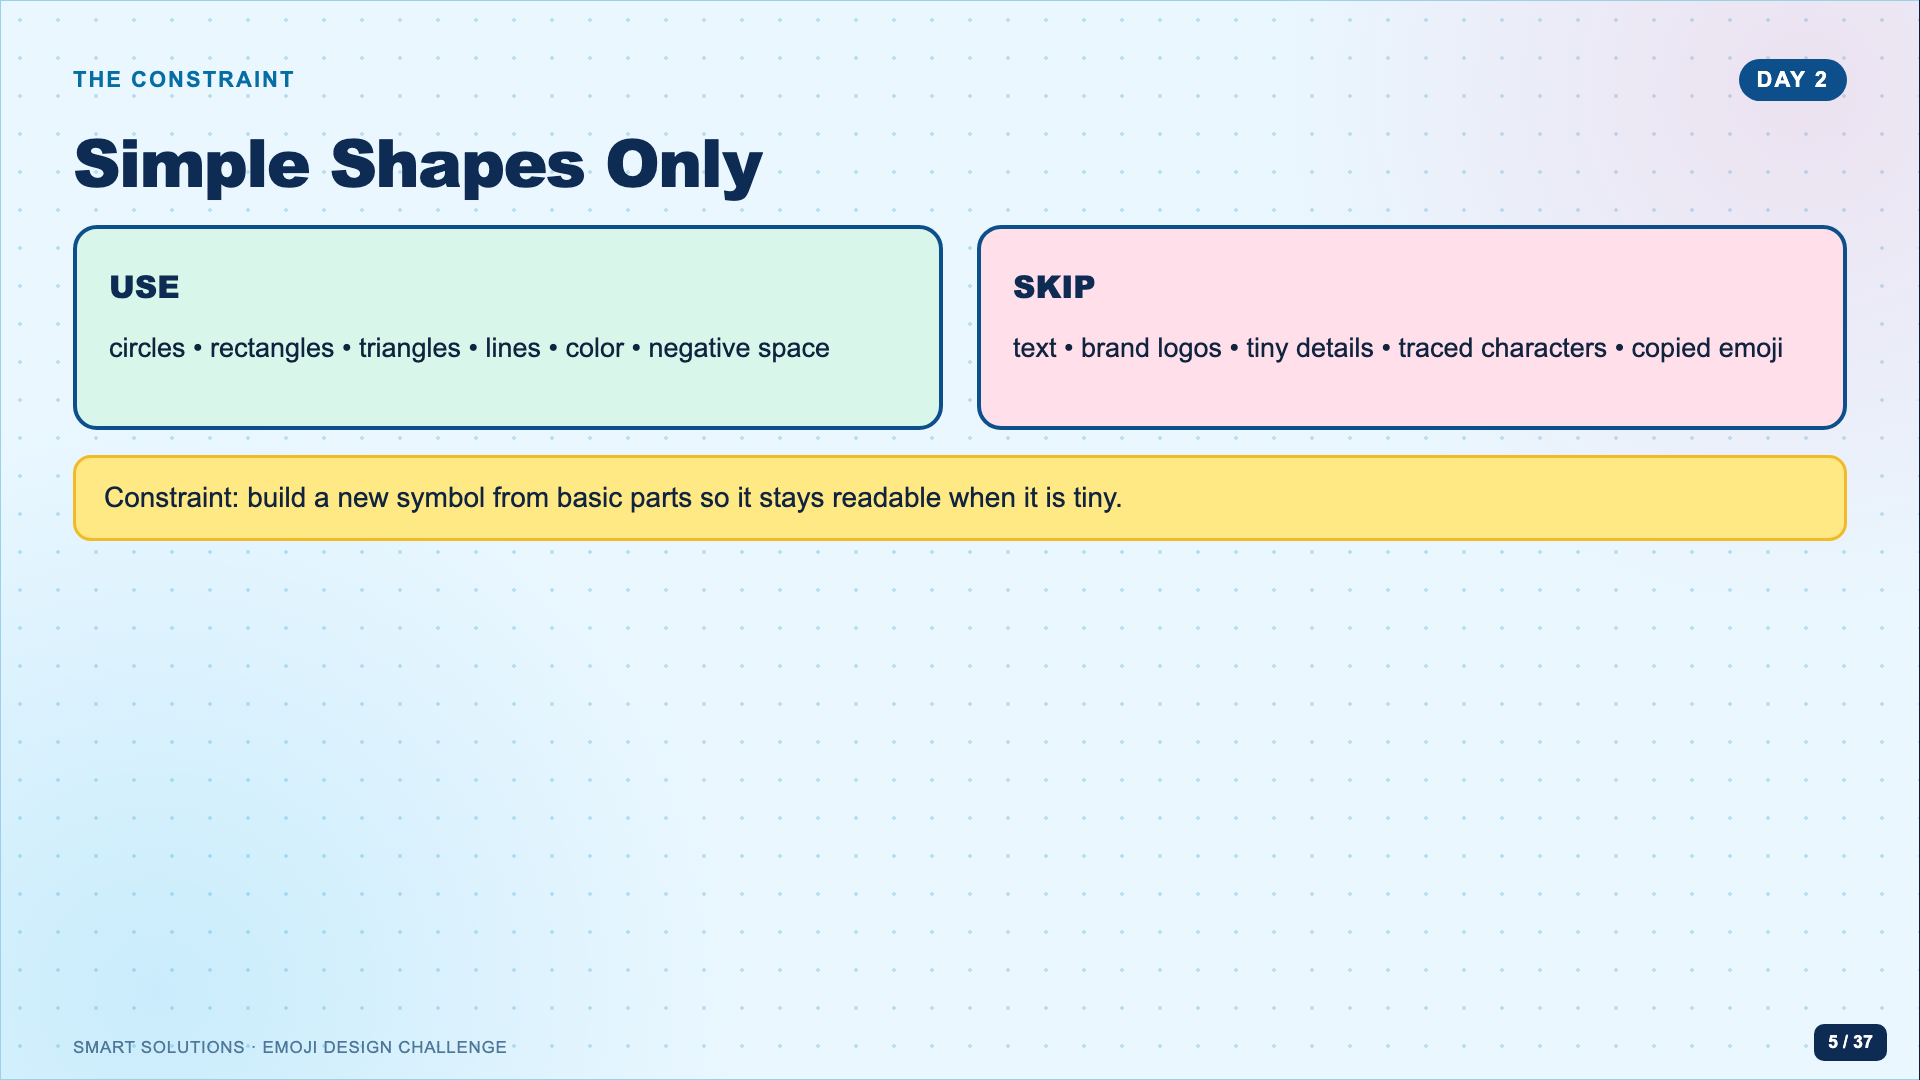 THE CONSTRAINT
DAY 2
Simple Shapes Only
USE
circles • rectangles • triangles • lines • color • negative space
SKIP
text • brand logos • tiny details • traced characters • copied emoji
Constraint: build a new symbol from basic parts so it stays readable when it is tiny.
SMART SOLUTIONS · EMOJI DESIGN CHALLENGE
5 / 37